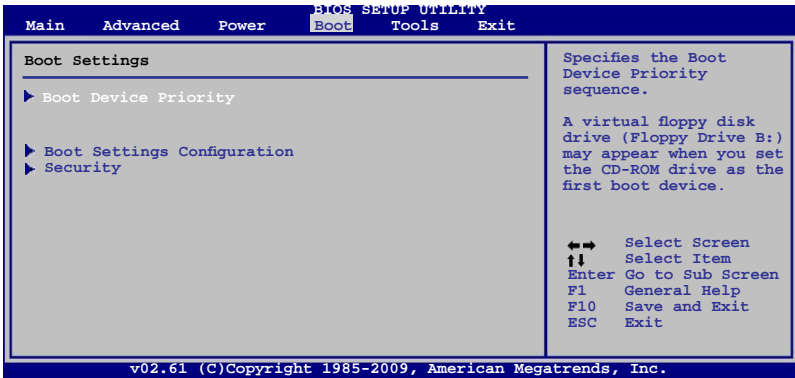 BIOS SETUP UTILITY
Main Advanced Power Boot Tools Exit
Boot Settings
Boot Device Priority
Boot Settings Configuration
Security
Specifies the Boot
Device Priority
sequence.
A virtual floppy disk
drive (Floppy Drive B:)
may appear when you set
the CD-ROM drive as the
first boot device.
←→ Select Screen
↑↓ Select Item
Enter Go to Sub Screen
F1 General Help
F10 Save and Exit
ESC Exit
v02.61 (C)Copyright 1985-2009, American Megatrends, Inc.